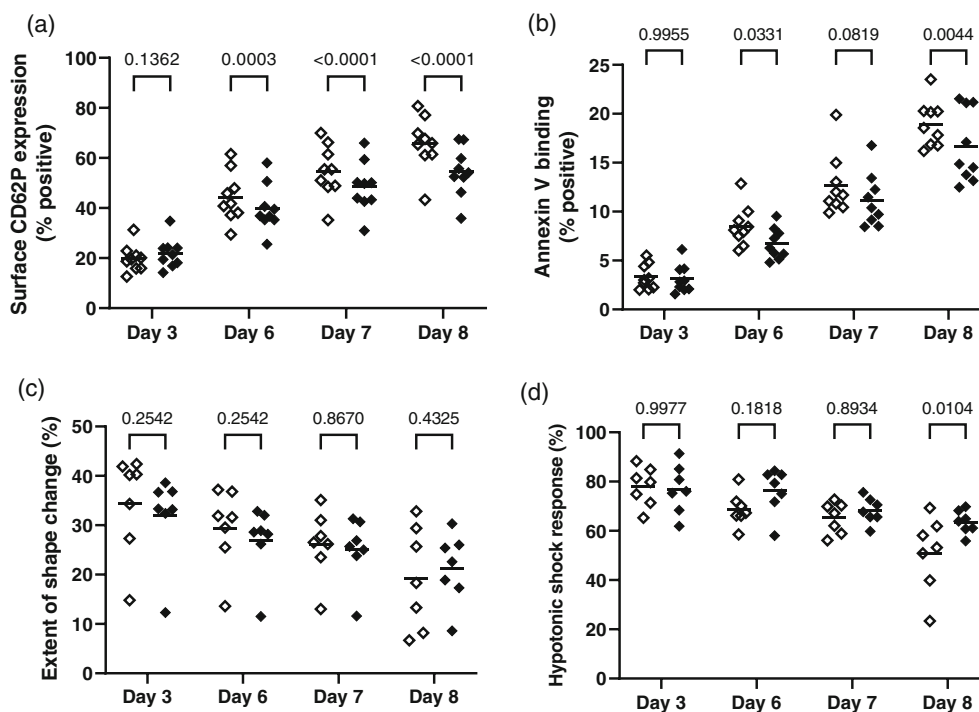 (a)
0.1362 0.0003 <0.0001 <0.0001
Surface CD62P expression
(% positive)
100
80
60
40
20
0
Day 3 Day 6 Day 7 Day 8
(b)
0.9955 0.0331 0.0819 0.0044
Annexin V binding
(% positive)
25
20
15
10
5
0
Day 3 Day 6 Day 7 Day 8
(c)
0.2542 0.2542 0.8670 0.4325
Extent of shape change (%)
50
40
30
20
10
0
Day 3 Day 6 Day 7 Day 8
(d)
0.9977 0.1818 0.8934 0.0104
Hypotonic shock response (%)
100
80
60
40
20
0
Day 3 Day 6 Day 7 Day 8